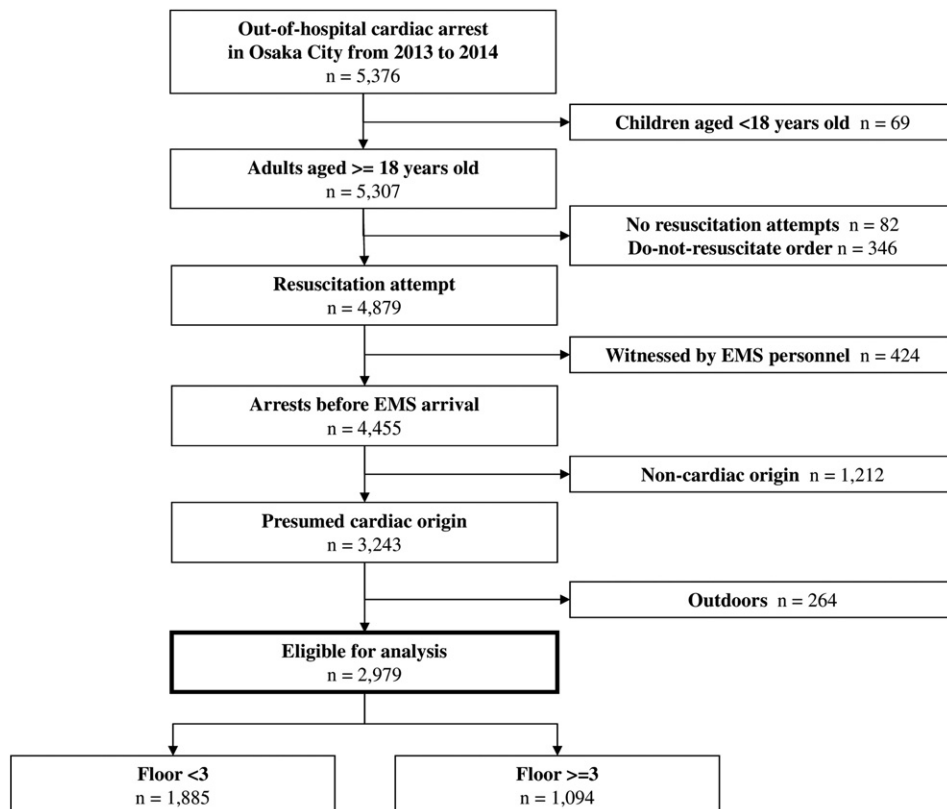 Out-of-hospital cardiac arrest
in Osaka City from 2013 to 2014
n = 5,376
Children aged <18 years old n = 69
Adults aged >= 18 years old
n = 5,307
No resuscitation attempts n = 82
Do-not-resuscitate order n = 346
Resuscitation attempt
n = 4,879
Witnessed by EMS personnel n = 424
Arrests before EMS arrival
n = 4,455
Non-cardiac origin n = 1,212
Presumed cardiac origin
n = 3,243
Outdoors n = 264
Eligible for analysis
n = 2,979
Floor <3
n = 1,885
Floor >=3
n = 1,094